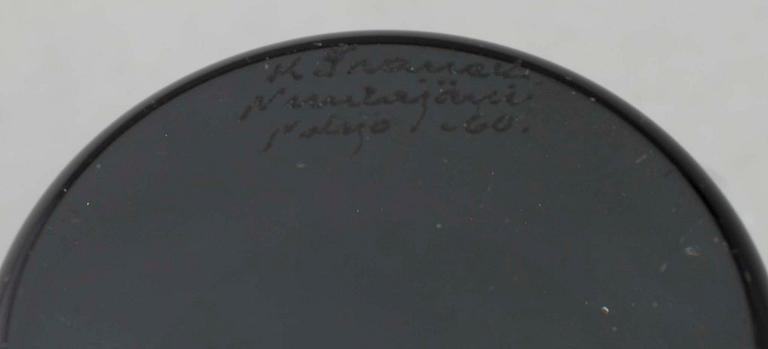 K Franck
Nuutajärvi
Notsjö -60.